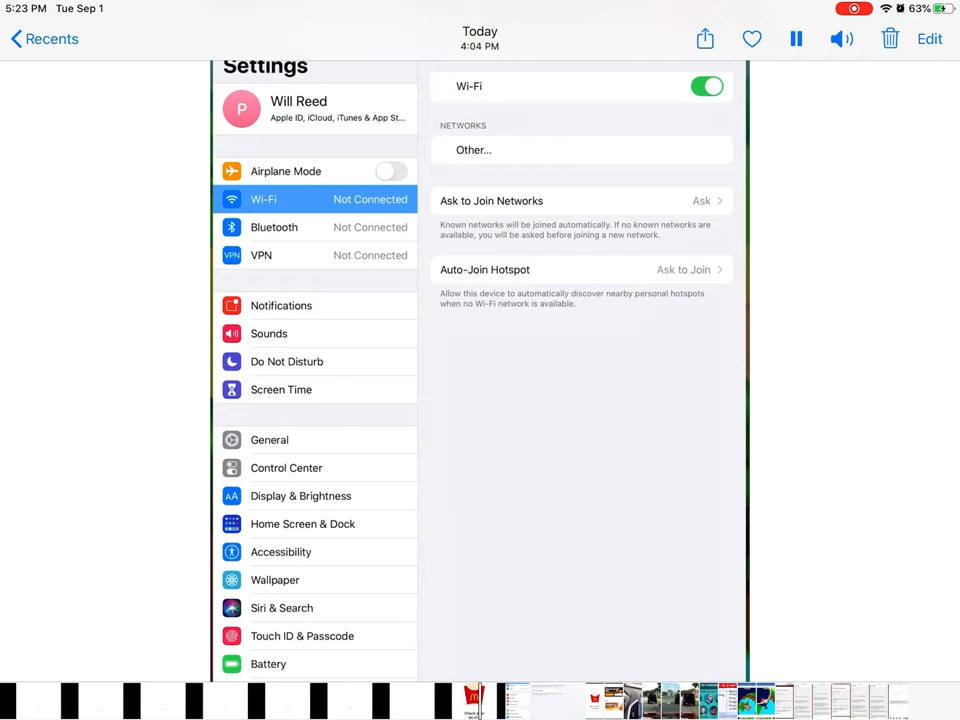 5:23 PM Tue Sep 1
63%
Recents
Today
4:04 PM
Edit
Settings
P
Will Reed
Apple ID, iCloud, iTunes & App St...
Airplane Mode
Wi-Fi Not Connected
Bluetooth Not Connected
VPN VPN Not Connected
Notifications
Sounds
Do Not Disturb
Screen Time
General
Control Center
AA Display & Brightness
Home Screen & Dock
Accessibility
Wallpaper
Siri & Search
Touch ID & Passcode
Battery
Wi-Fi
NETWORKS
Other...
Ask to Join Networks Ask
Known networks will be joined automatically. If no known networks are
available, you will be asked before joining a new network.
Auto-Join Hotspot Ask to Join
Allow this device to automatically discover nearby personal hotspots
when no Wi-Fi network is available.